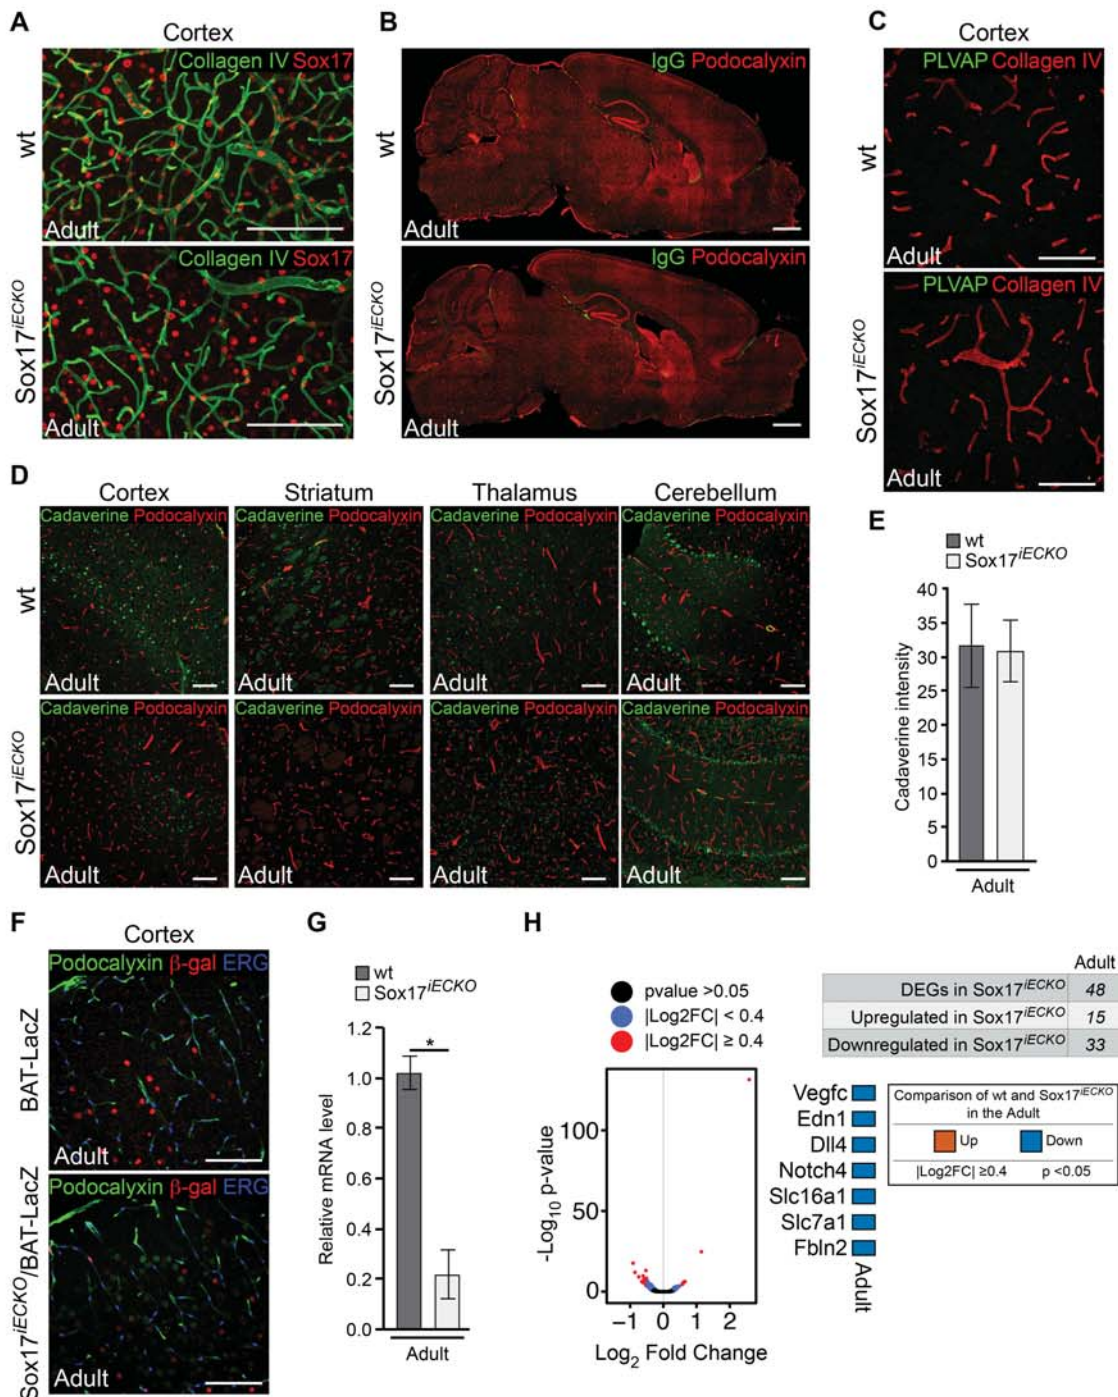 A
Cortex
Collagen IV Sox17
wt
Adult
Collagen IV Sox17
Sox17iECKO
Adult
B
IgG Podocalyxin
wt
Adult
IgG Podocalyxin
Sox17iECKO
Adult
C
Cortex
PLVAP Collagen IV
wt
Adult
PLVAP Collagen IV
Sox17iECKO
Adult
D
Cortex Striatum Thalamus Cerebellum
Cadaverine Podocalyxin Cadaverine Podocalyxin Cadaverine Podocalyxin Cadaverine Podocalyxin
wt
Adult Adult Adult Adult
Cadaverine Podocalyxin Cadaverine Podocalyxin Cadaverine Podocalyxin Cadaverine Podocalyxin
Sox17iECKO
Adult Adult Adult Adult
E
wt
Sox17iECKO
Cadaverine intensity
40
35
30
25
20
15
10
5
0
Adult
F
Cortex
Podocalyxin β-gal ERG
BAT-LacZ
Adult
Podocalyxin β-gal ERG
Sox17iECKO/BAT-LacZ
Adult
G
wt
Sox17iECKO
Relative mRNA level
1.2
1.0
0.8
0.6
0.4
0.2
0.0
*
Adult
H
pvalue >0.05
|Log2FC| < 0.4
|Log2FC| ≥ 0.4
-Log10 p-value
100
50
0
−1 0 1 2
Log2 Fold Change
Adult
DEGs in Sox17iECKO 48
Upregulated in Sox17iECKO 15
Downregulated in Sox17iECKO 33
Vegfc
Edn1
Dll4
Notch4
Slc16a1
Slc7a1
Fbln2
Adult
Comparison of wt and Sox17iECKO
in the Adult
Up Down
|Log2FC| ≥0.4 p <0.05